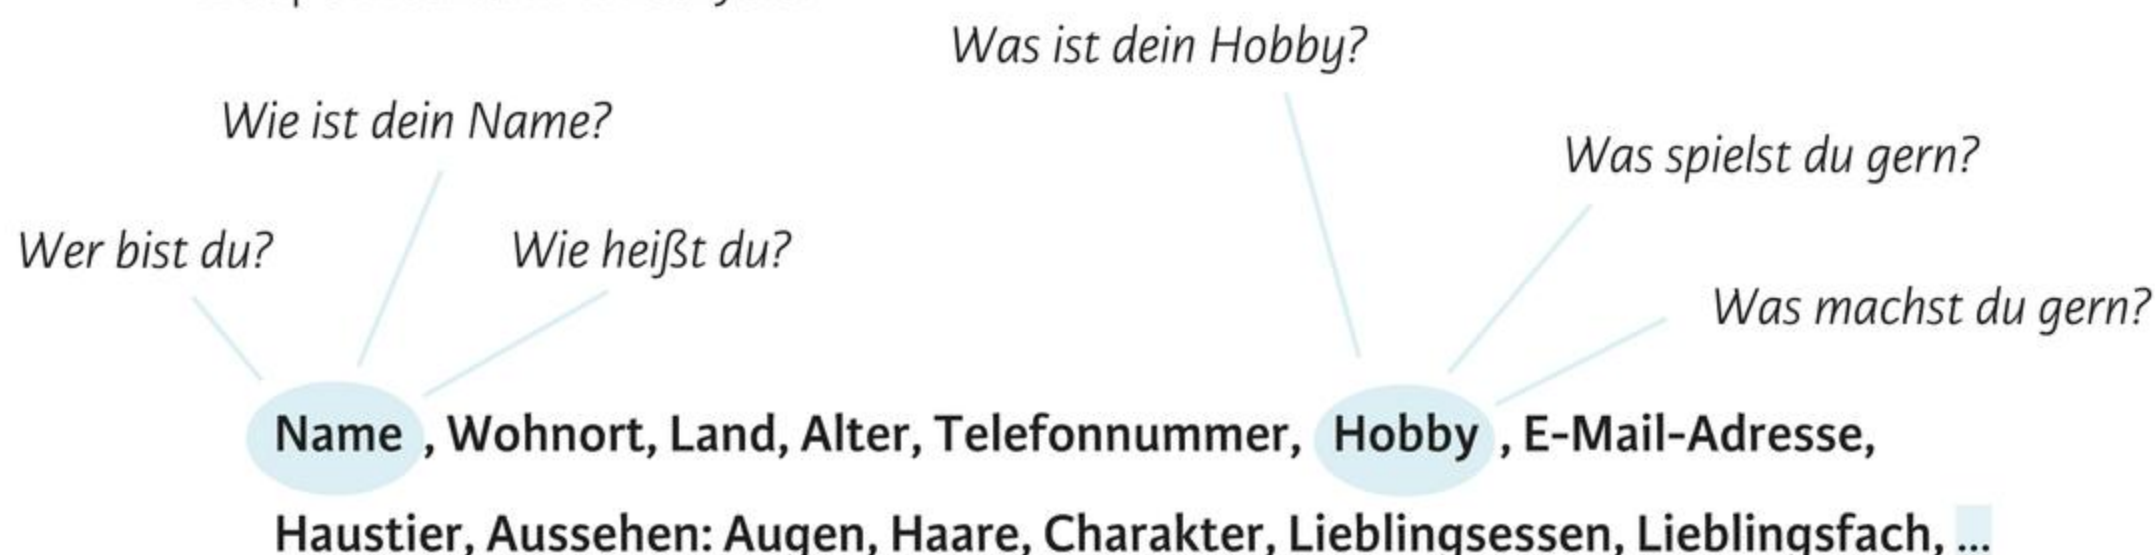 Was ist dein Hobby?
Wie ist dein Name?
Was spielst du gern?
Wer bist du?
Wie heißt du?
Was machst du gern?
Name , Wohnort, Land, Alter, Telefonnummer, Hobby , E-Mail-Adresse,
Haustier, Aussehen: Augen, Haare, Charakter, Lieblingsessen, Lieblingsfach, ...